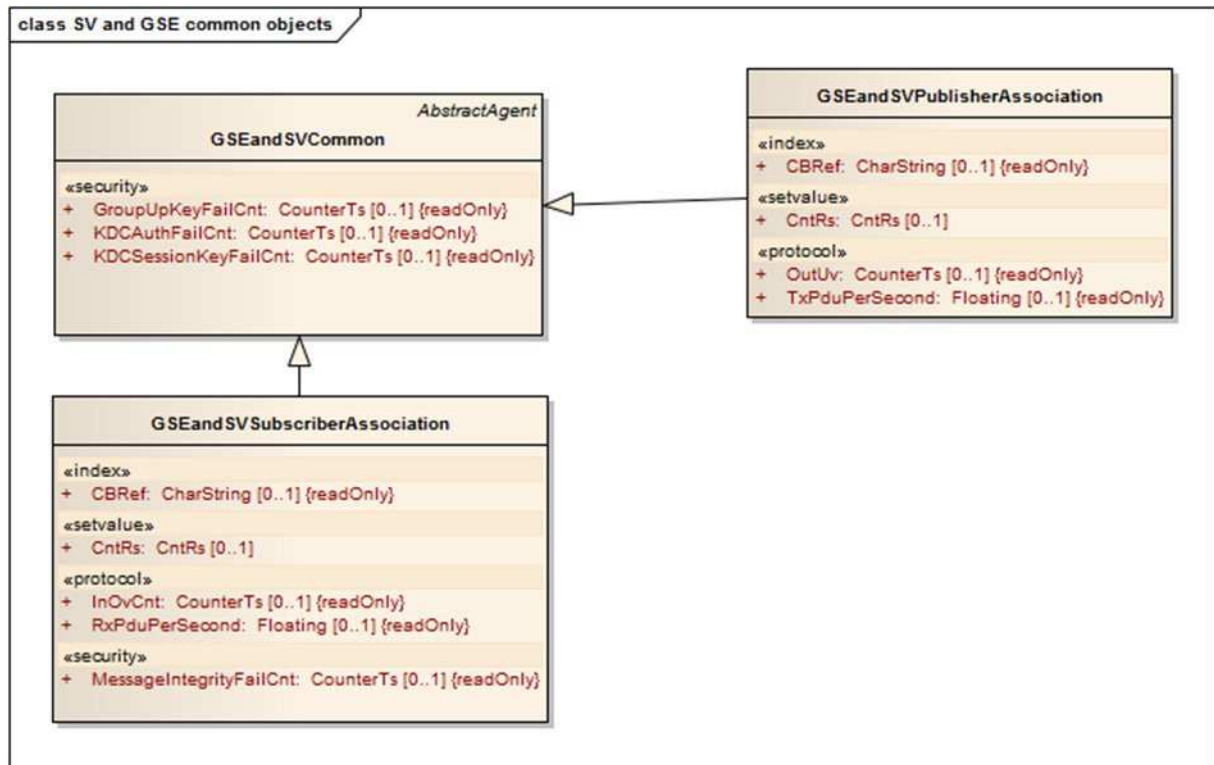 class SV and GSE common objects
AbstractAgent
GSEandSVCommon
«security»
+ GroupUpKeyFailCnt: CounterTs [0..1] {readOnly}
+ KDCAuthFailCnt: CounterTs [0..1] {readOnly}
+ KDCSessionKeyFailCnt: CounterTs [0..1] {readOnly}
GSEandSVPublisherAssociation
«index»
+ CBRef: CharString [0..1] {readOnly}
«setvalue»
+ CntRs: CntRs [0..1]
«protocol»
+ OutUv: CounterTs [0..1] {readOnly}
+ TxPduPerSecond: Floating [0..1] {readOnly}
GSEandSVSubscriberAssociation
«index»
+ CBRef: CharString [0..1] {readOnly}
«setvalue»
+ CntRs: CntRs [0..1]
«protocol»
+ InOvCnt: CounterTs [0..1] {readOnly}
+ RxPduPerSecond: Floating [0..1] {readOnly}
«security»
+ MessageIntegrityFailCnt: CounterTs [0..1] {readOnly}